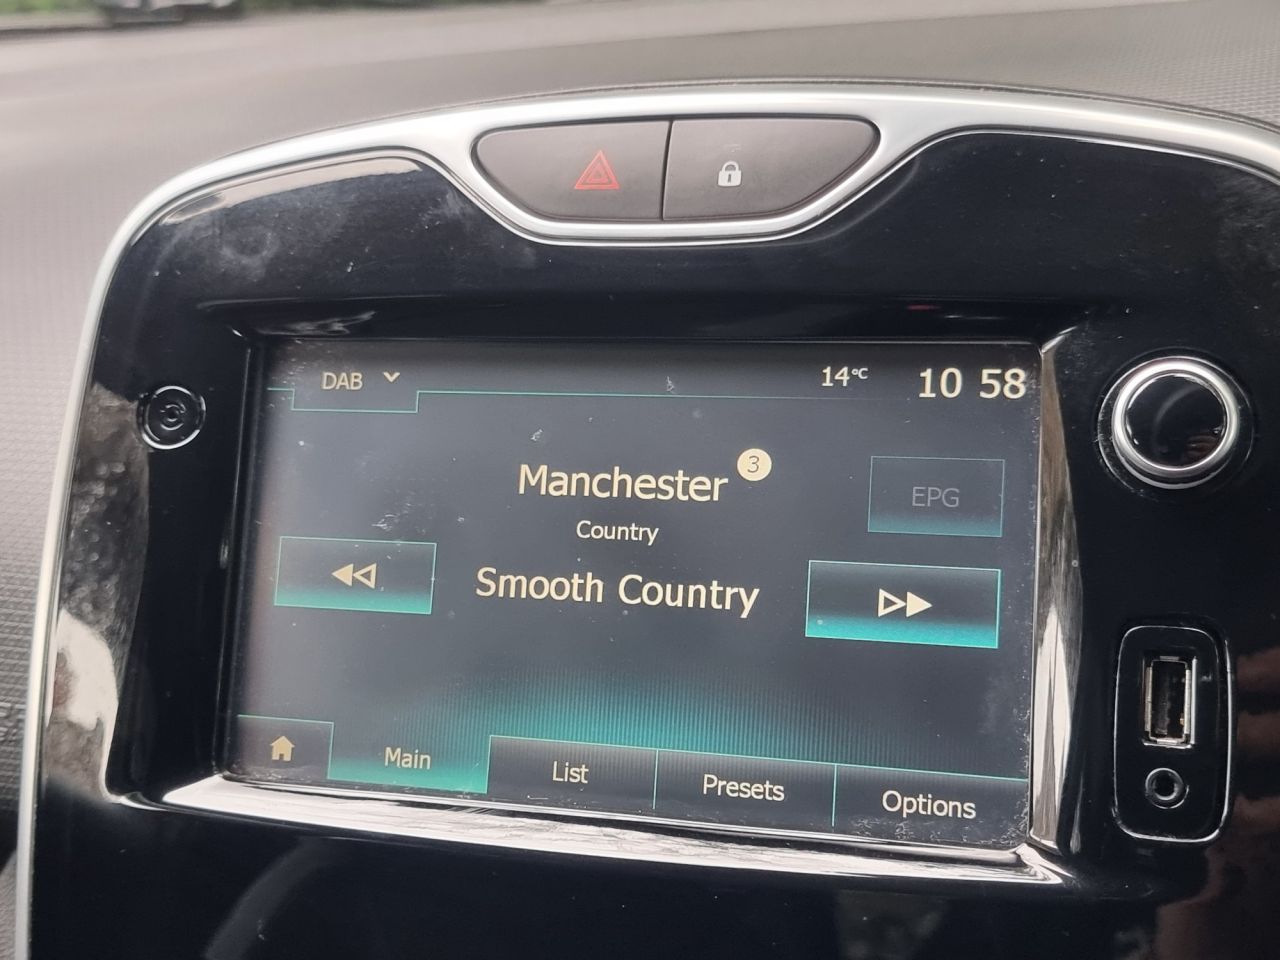 DAB
14°C
10 58
Manchester 3
EPG
Country
Smooth Country
Main
List
Presets
Options